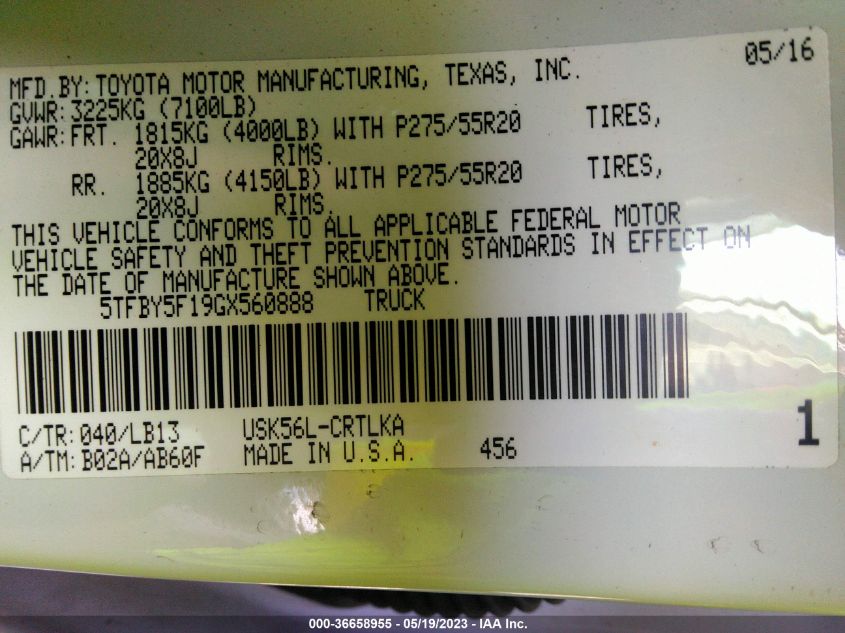 05/16
MFD.BY:TOYOTA MOTOR MANUFACTURING, TEXAS, INC.
GVWR:3225KG (7100LB)
GAWR:FRT. 1815KG (4000LB) WITH P275/55R20 TIRES,
20X8J RIMS.
RR. 1885KG (4150LB) WITH P275/55R20 TIRES,
20X8J RIMS.
THIS VEHICLE CONFORMS TO ALL APPLICABLE FEDERAL MOTOR
VEHICLE SAFETY AND THEFT PREVENTION STANDARDS IN EFFECT ON
THE DATE OF MANUFACTURE SHOWN ABOVE.
5TFBY5F19GX560888 TRUCK
C/TR:040/LB13 USK56L-CRTLKA
A/TM:B02A/AB60F MADE IN U.S.A. 456
1
000-36658955 - 05/19/2023 - IAA Inc.